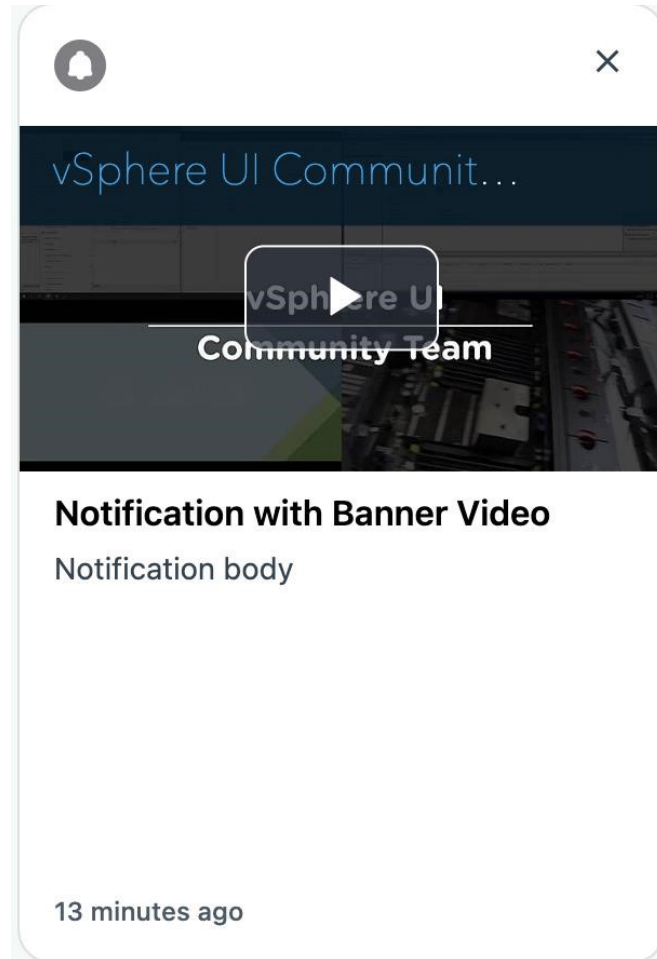 vSphere UI Communit...
vSphere UI
Community Team
Notification with Banner Video
Notification body
13 minutes ago